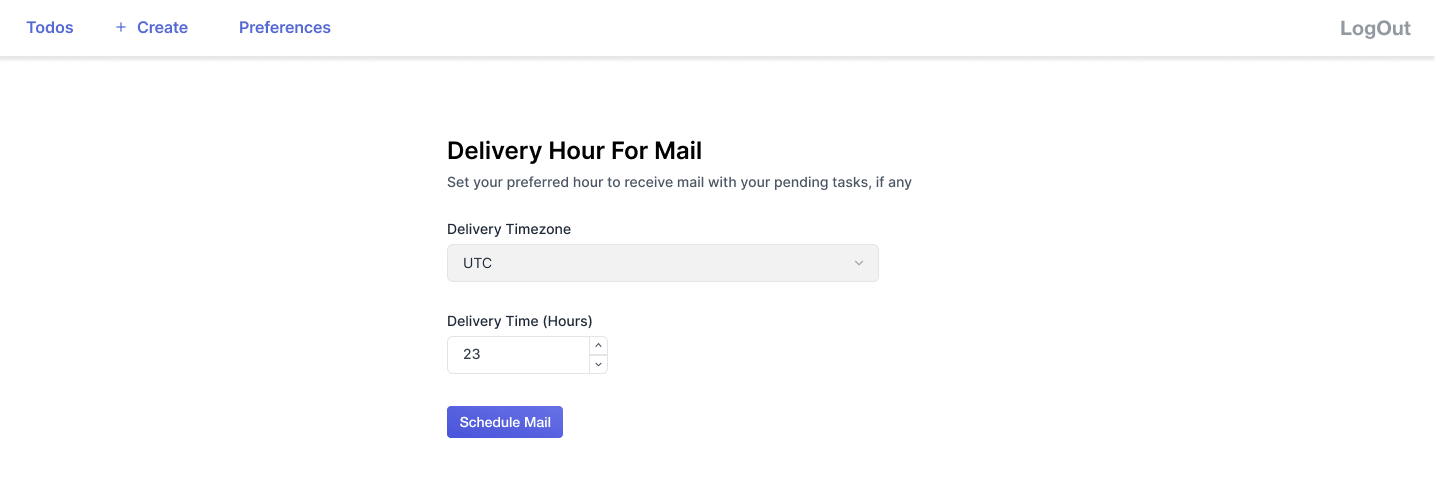 Todos + Create Preferences LogOut
Delivery Hour For Mail
Set your preferred hour to receive mail with your pending tasks, if any
Delivery Timezone
UTC
Delivery Time (Hours)
23
Schedule Mail